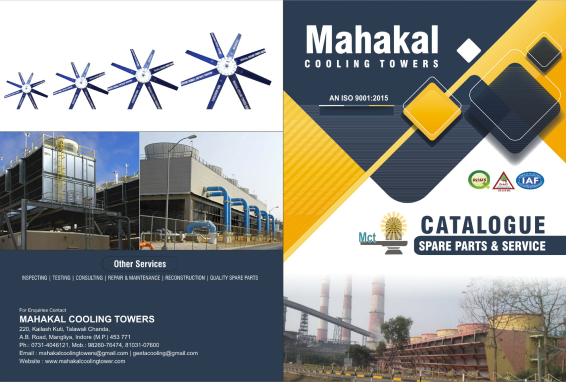 Mahakal
COOLING TOWERS
AN ISO 9001:2015
IAF
Mct
CATALOGUE
SPARE PARTS & SERVICE
Other Services
INSPECTING | TESTING | CONSULTING | REPAIR & MAINTENANCE | RECONSTRUCTION | QUALITY SPARE PARTS
For Enquiries Contact
MAHAKAL COOLING TOWERS
220, Kailash Kuti, Talawali Chanda,
A.B. Road, Mangliya, Indore (M.P.) 453 771
Ph.: 0731-4046121, Mob.: 98260-76474, 81031-07600
Email : mahakalcoolingtowers@gmail.com | gestacooling@gmail.com
Website : www.mahakalcoolingtower.com